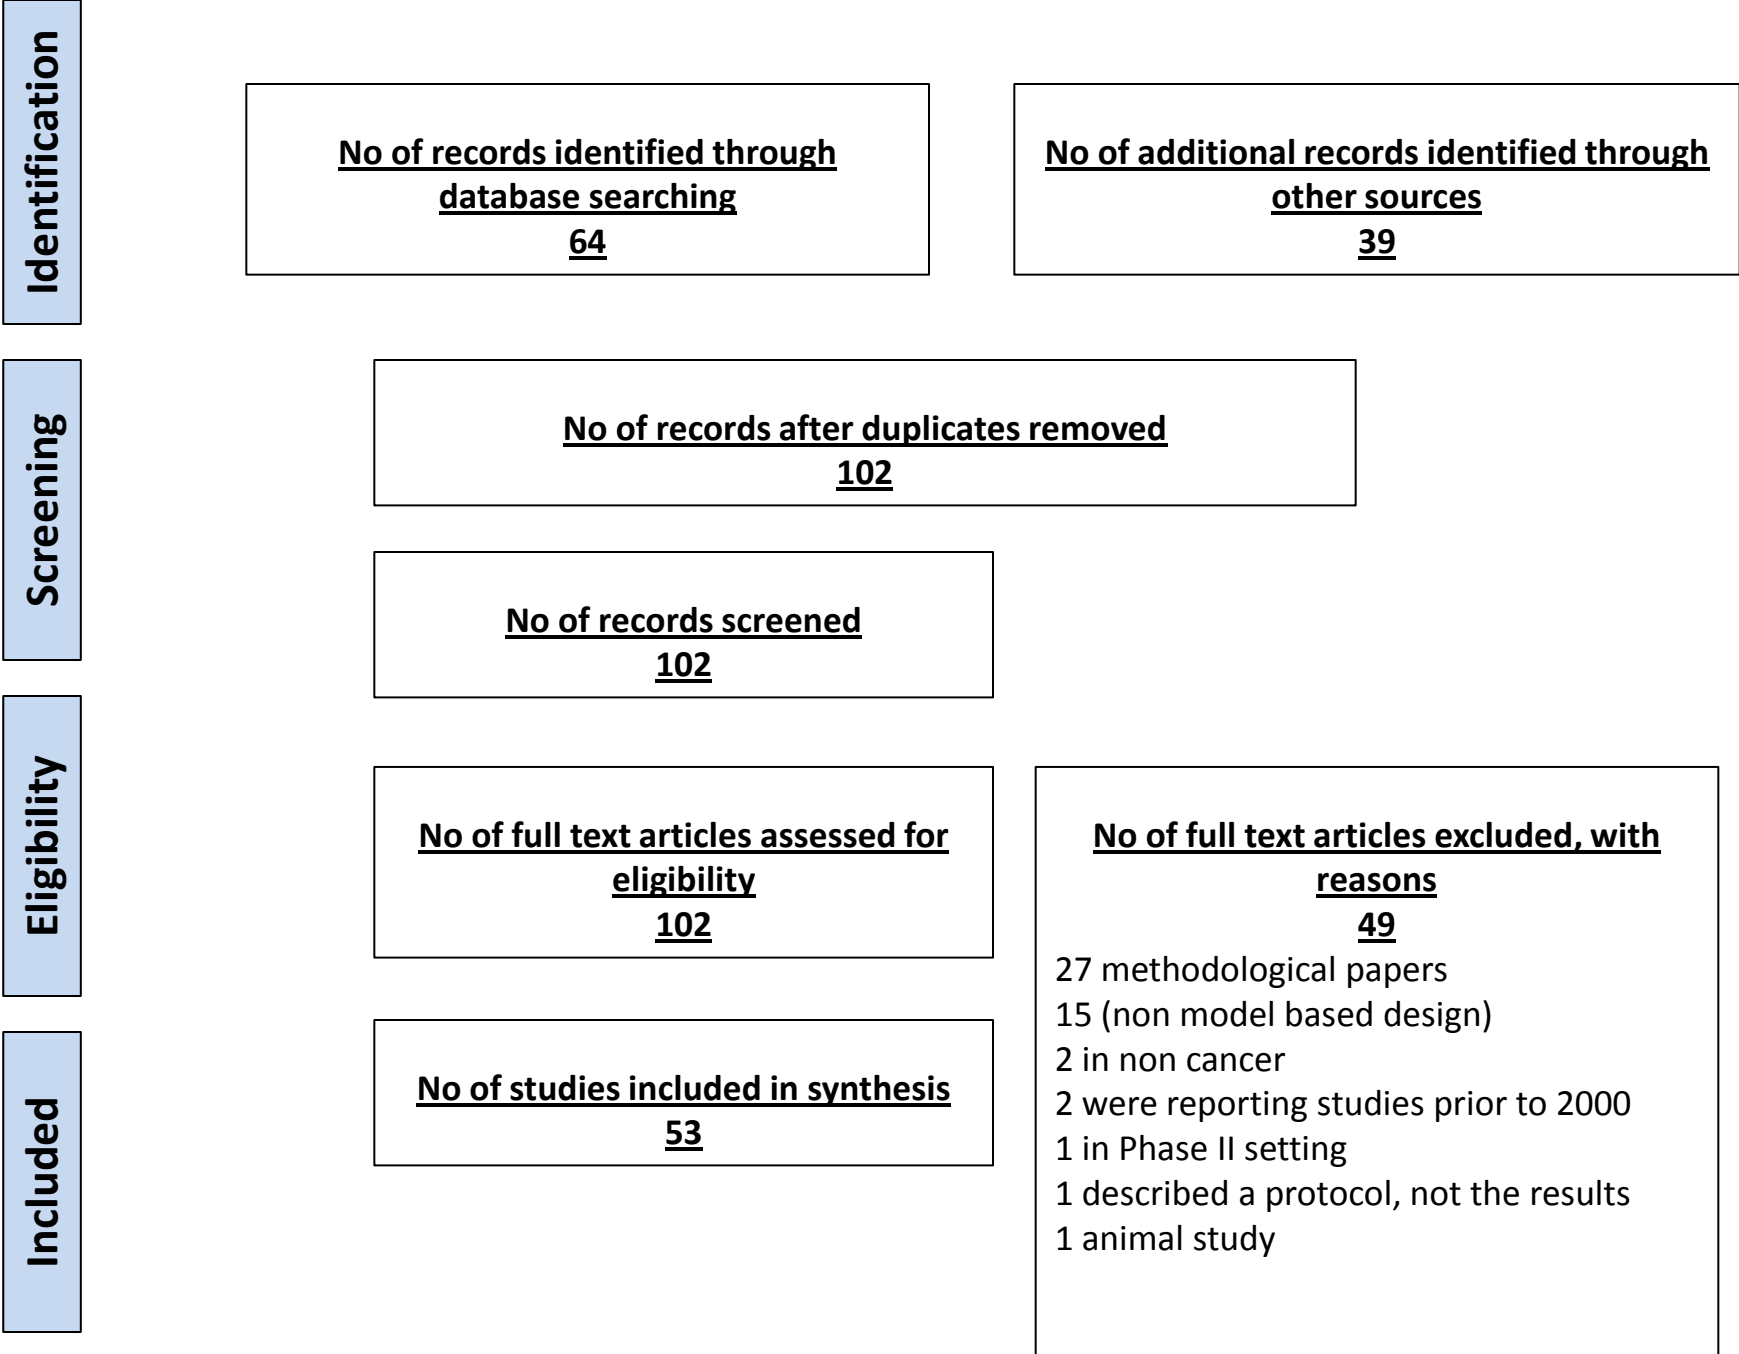 Identification
No of records identified through
database searching
64
No of additional records identified through
other sources
39
Screening
No of records after duplicates removed
102
No of records screened
102
Eligibility
No of full text articles assessed for
eligibility
102
No of full text articles excluded, with
reasons
49
27 methodological papers
15 (non model based design)
2 in non cancer
2 were reporting studies prior to 2000
1 in Phase II setting
1 described a protocol, not the results
1 animal study
Included
No of studies included in synthesis
53